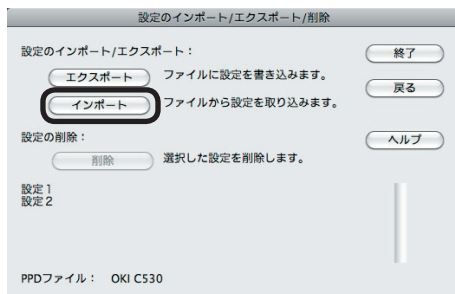 設定のインポート/エクスポート/削除
設定のインポート/エクスポート：
終了
エクスポート ファイルに設定を書き込みます。
戻る
インポート ファイルから設定を取り込みます。
設定の削除：
ヘルプ
削除 選択した設定を削除します。
設定1
設定2
PPDファイル： OKI C530